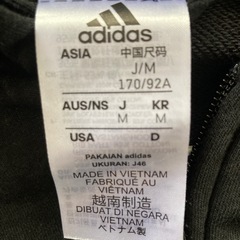 adidas
ASIA 中国尺码
J/M
170/92A
AUS/NS J KR
M M
USA D
PAKAIAN adidas
UKURAN: J46
MADE IN VIETNAM
FABRIQUÉ AU
VIÊTNAM
越南制造
DIBUAT DI NEGARA
VIETNAM
ベトナム製